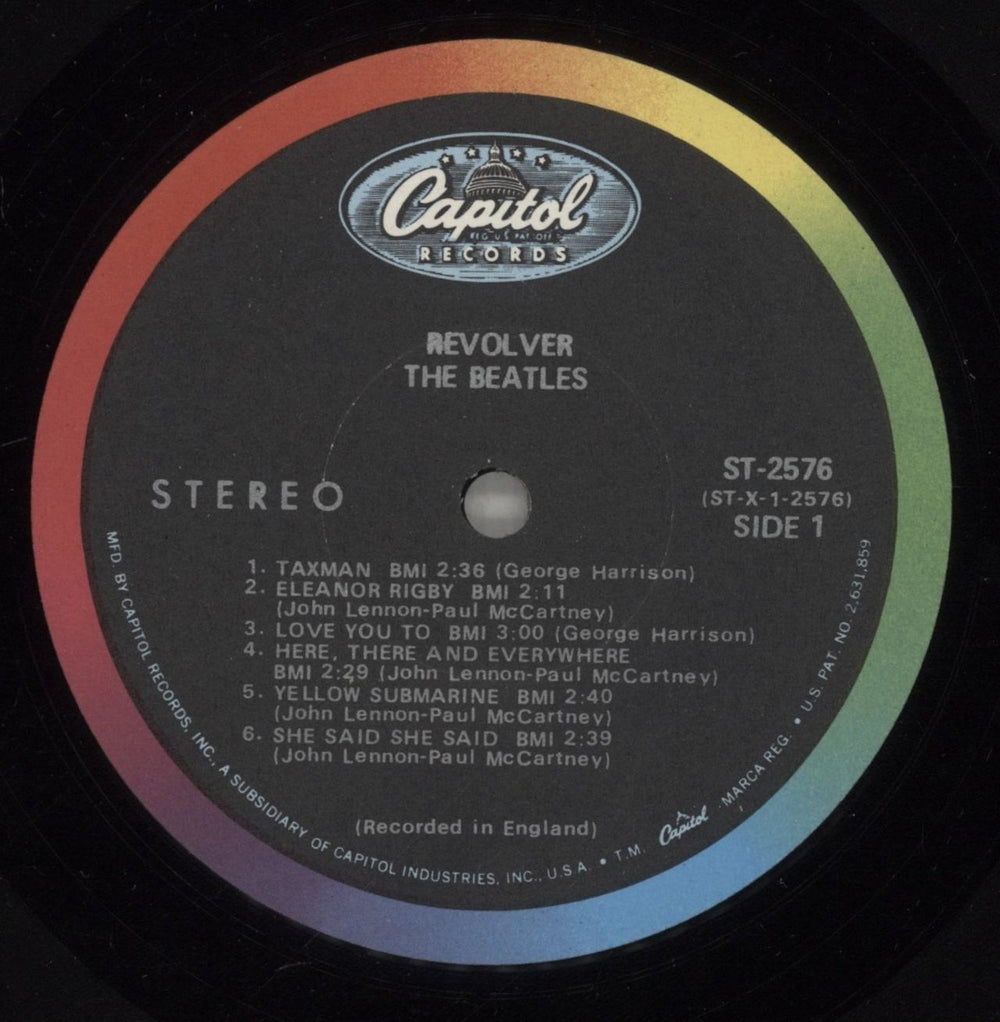 Capitol
REG. U.S. PAT. OFF.
RECORDS
REVOLVER
THE BEATLES
STEREO
ST-2576
(ST-X-1-2576)
SIDE 1
1. TAXMAN BMI 2:36 (George Harrison)
2. ELEANOR RIGBY BMI 2:11
(John Lennon-Paul McCartney)
3. LOVE YOU TO BMI 3:00 (George Harrison)
4. HERE, THERE AND EVERYWHERE
BMI 2:29 (John Lennon-Paul McCartney)
5. YELLOW SUBMARINE BMI 2:40
(John Lennon-Paul McCartney)
6. SHE SAID SHE SAID BMI 2:39
(John Lennon-Paul McCartney)
(Recorded in England)
MFD. BY CAPITOL RECORDS, INC., A SUBSIDIARY OF CAPITOL INDUSTRIES, INC., U.S.A. • T.M. Capitol MARCA REG. • U.S. PAT. NO. 2,631,859